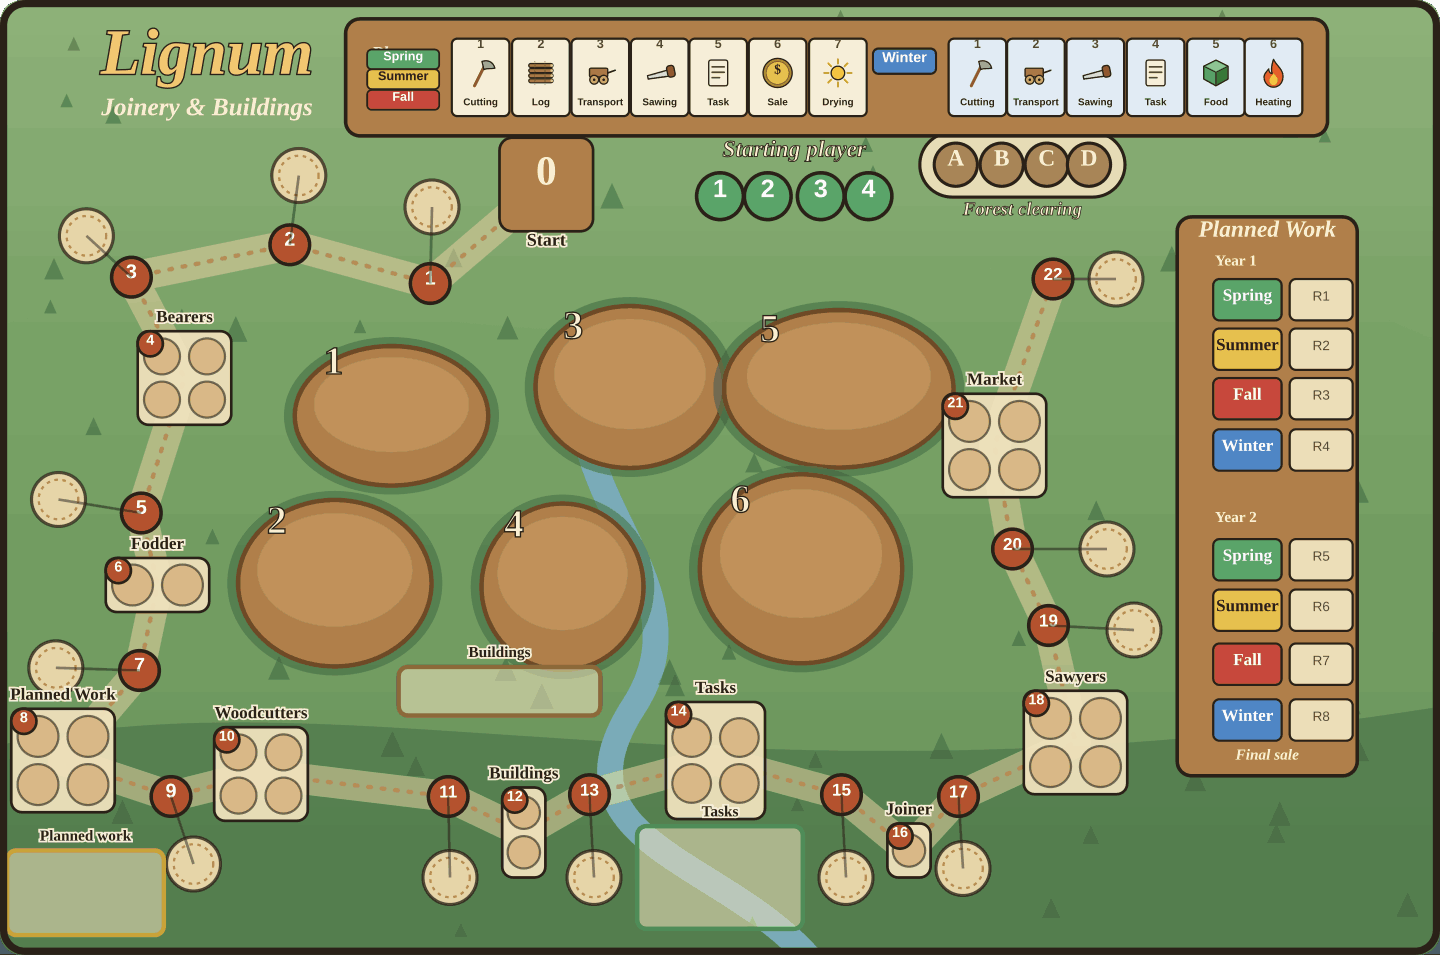 Lignum
Joinery & Buildings
Spring
Summer
Fall
1 2 3 4 5 6 7
Cutting Log Transport Sawing Task Sale Drying
$
Winter
1 2 3 4 5 6
Cutting Transport Sawing Task Food Heating
0
Start
Starting player
1 2 3 4
A B C D
Forest clearing
1
2
3
Bearers
4
5
Fodder
6
7
Planned Work
8
9
Planned work
Woodcutters
10
11
Buildings
12
13
Tasks
14
Tasks
15
Joiner
16
17
Sawyers
18
19
20
Market
21
22
1
2
3
4
5
6
Buildings
Planned Work
Year 1
Spring R1
Summer R2
Fall R3
Winter R4
Year 2
Spring R5
Summer R6
Fall R7
Winter R8
Final sale